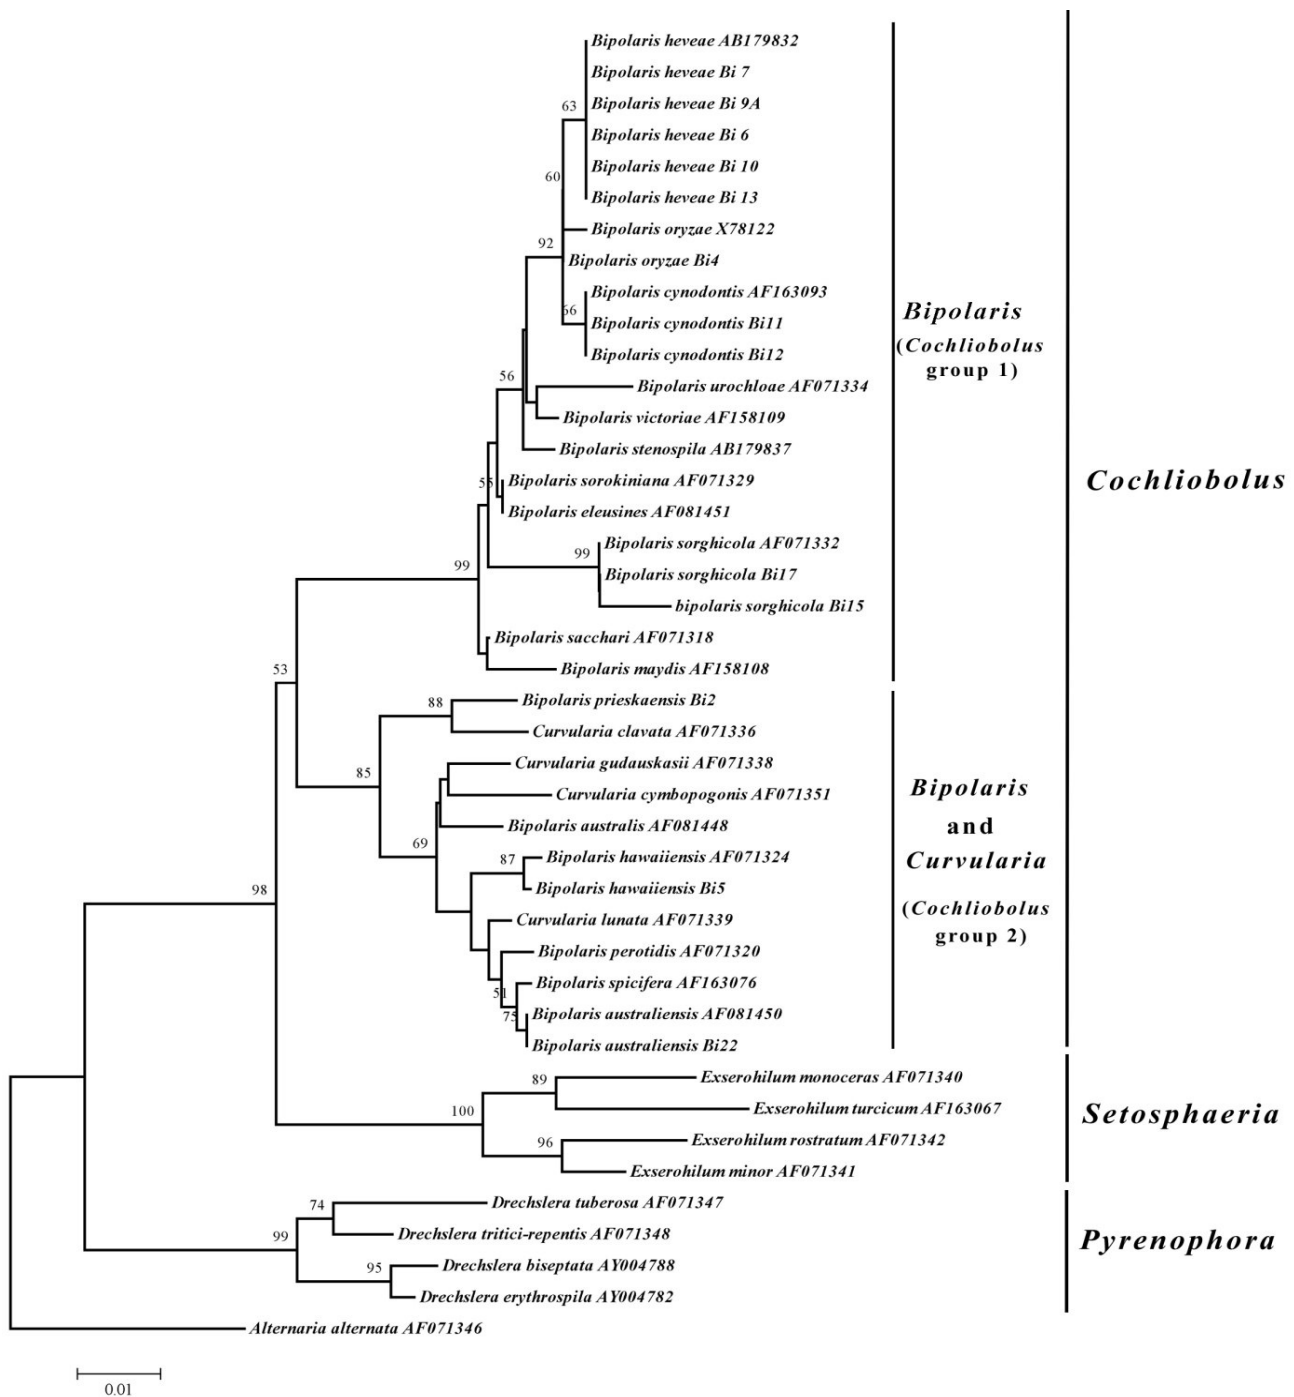 Bipolaris heveae AB179832
Bipolaris heveae Bi 7
63
Bipolaris heveae Bi 9A
Bipolaris heveae Bi 6
Bipolaris heveae Bi 10
60
Bipolaris heveae Bi 13
Bipolaris oryzae X78122
92
Bipolaris oryzae Bi4
Bipolaris cynodontis AF163093
66
Bipolaris cynodontis Bi11
Bipolaris cynodontis Bi12
56
Bipolaris urochloae AF071334
Bipolaris victoriae AF158109
Bipolaris stenospila AB179837
55
Bipolaris sorokiniana AF071329
Bipolaris eleusines AF081451
Bipolaris sorghicola AF071332
99
99
Bipolaris sorghicola Bi17
bipolaris sorghicola Bi15
Bipolaris sacchari AF071318
53
Bipolaris maydis AF158108
88
Bipolaris prieskaensis Bi2
Curvularia clavata AF071336
85
Curvularia gudauskasii AF071338
Curvularia cymbopogonis AF071351
Bipolaris australis AF081448
69
87
Bipolaris hawaiiensis AF071324
98
Bipolaris hawaiiensis Bi5
Curvularia lunata AF071339
Bipolaris perotidis AF071320
Bipolaris spicifera AF163076
51
75
Bipolaris australiensis AF081450
Bipolaris australiensis Bi22
89
Exserohilum monoceras AF071340
100
Exserohilum turcicum AF163067
96
Exserohilum rostratum AF071342
Exserohilum minor AF071341
74
Drechslera tuberosa AF071347
99
Drechslera tritici-repentis AF071348
95
Drechslera biseptata AY004788
Drechslera erythrospila AY004782
Alternaria alternata AF071346
0.01
Bipolaris
(Cochliobolus
group 1)
Bipolaris
and
Curvularia
(Cochliobolus
group 2)
Cochliobolus
Setosphaeria
Pyrenophora